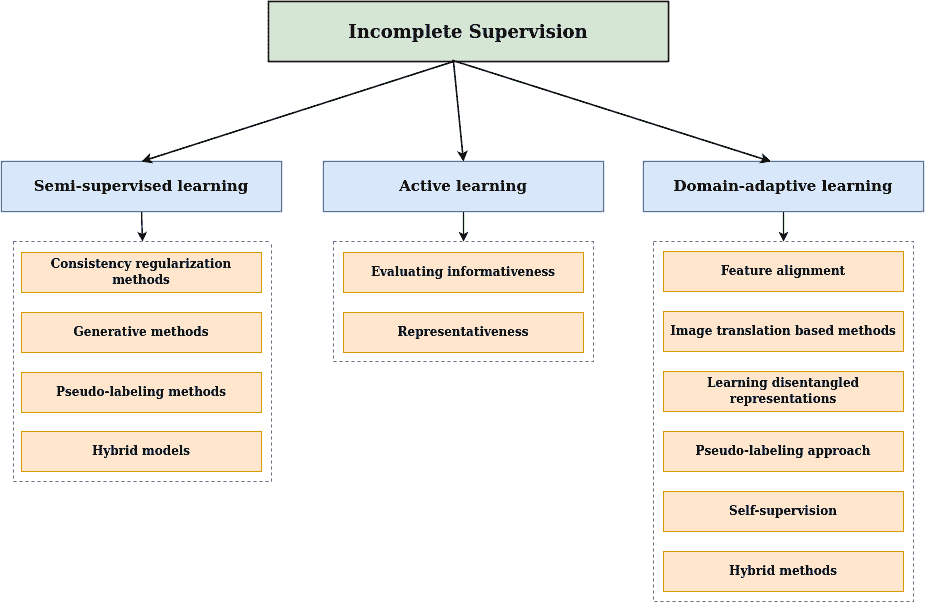 Incomplete Supervision
Semi-supervised learning
Active learning
Domain-adaptive learning
Consistency regularization
methods
Generative methods
Pseudo-labeling methods
Hybrid models
Evaluating informativeness
Representativeness
Feature alignment
Image translation based methods
Learning disentangled
representations
Pseudo-labeling approach
Self-supervision
Hybrid methods